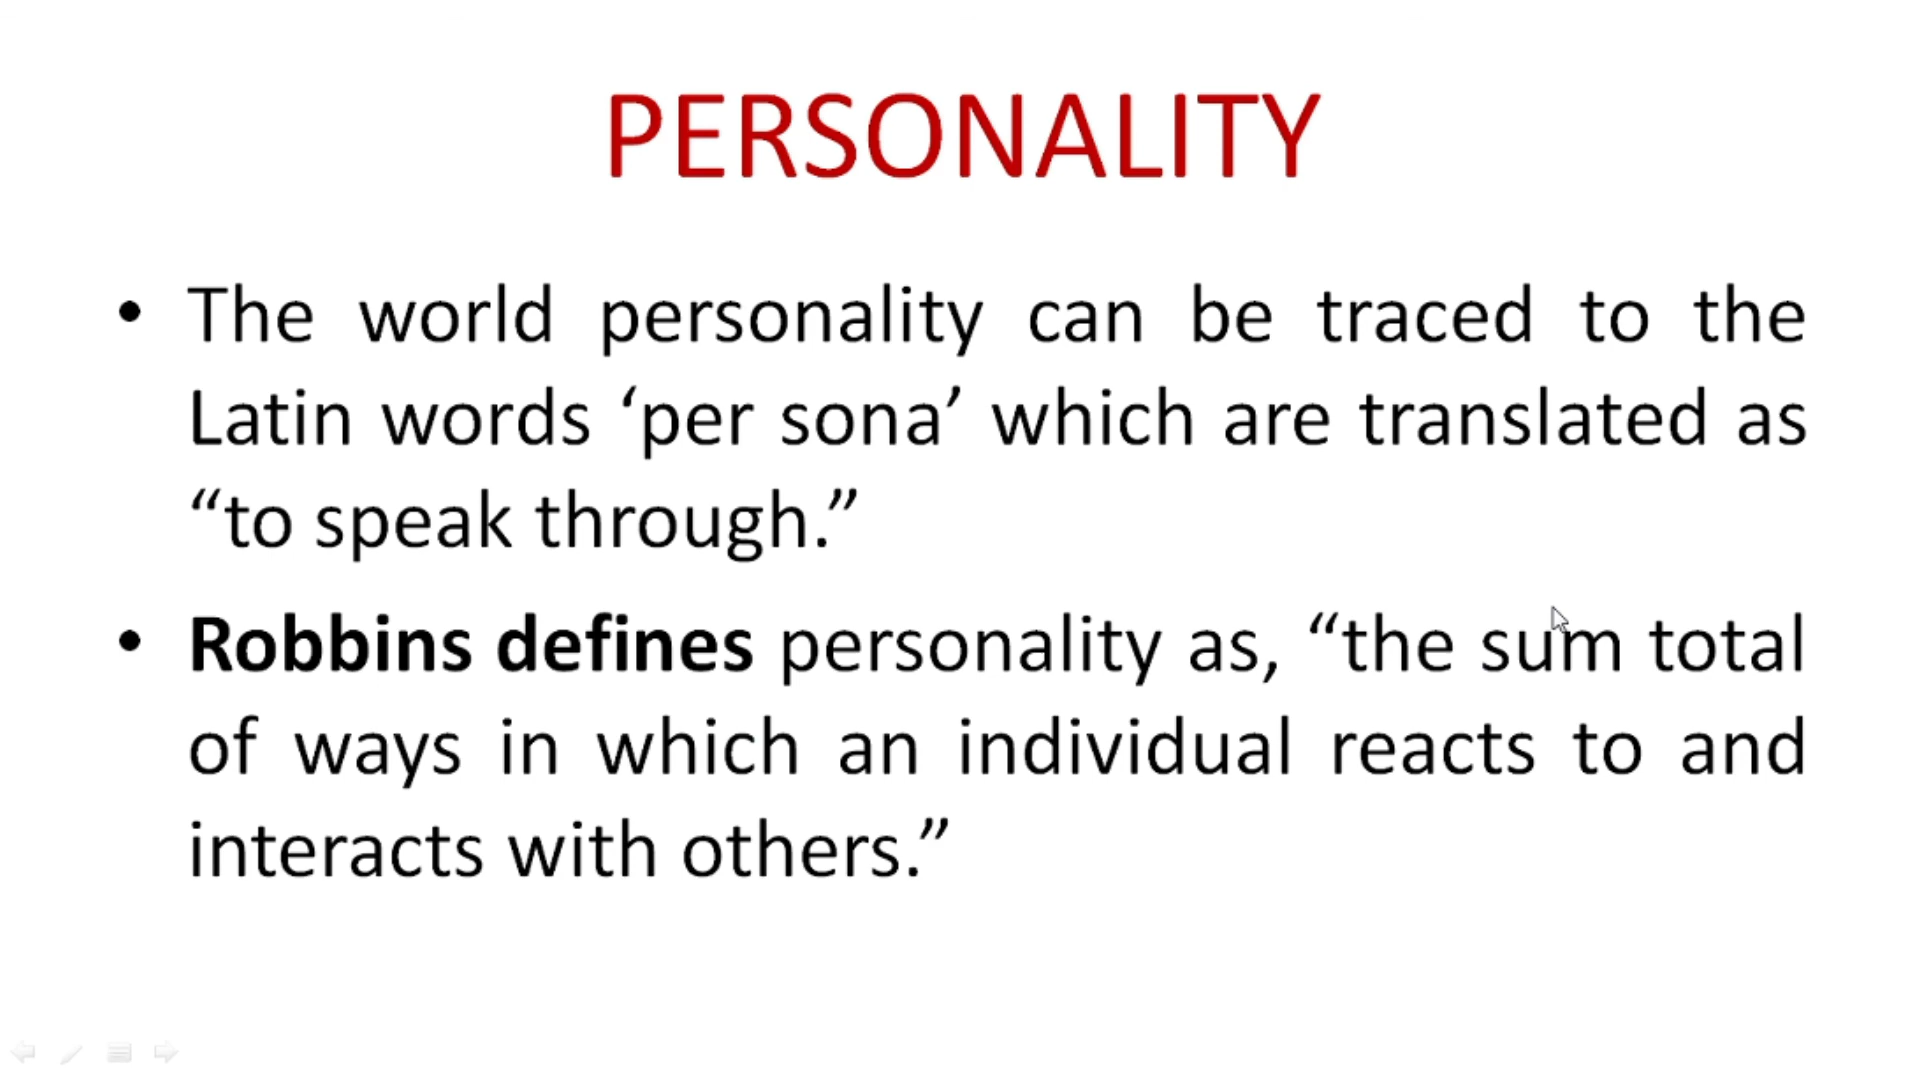 PERSONALITY
• The world personality can be traced to the
Latin words ‘per sona’ which are translated as
“to speak through.”
• Robbins defines personality as, “the sum total
of ways in which an individual reacts to and
interacts with others.”